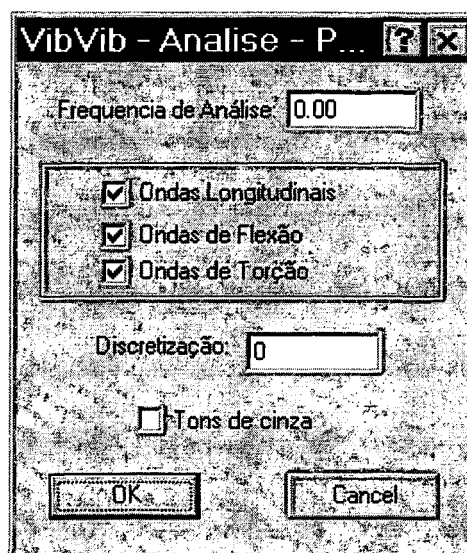 VibVib - Analise - P...
Frequencia de Análise 0.00
Ondas Longitudinais
Ondas de Flexão
Ondas de Torção
Discretização: 0
Tons de cinza
OK Cancel